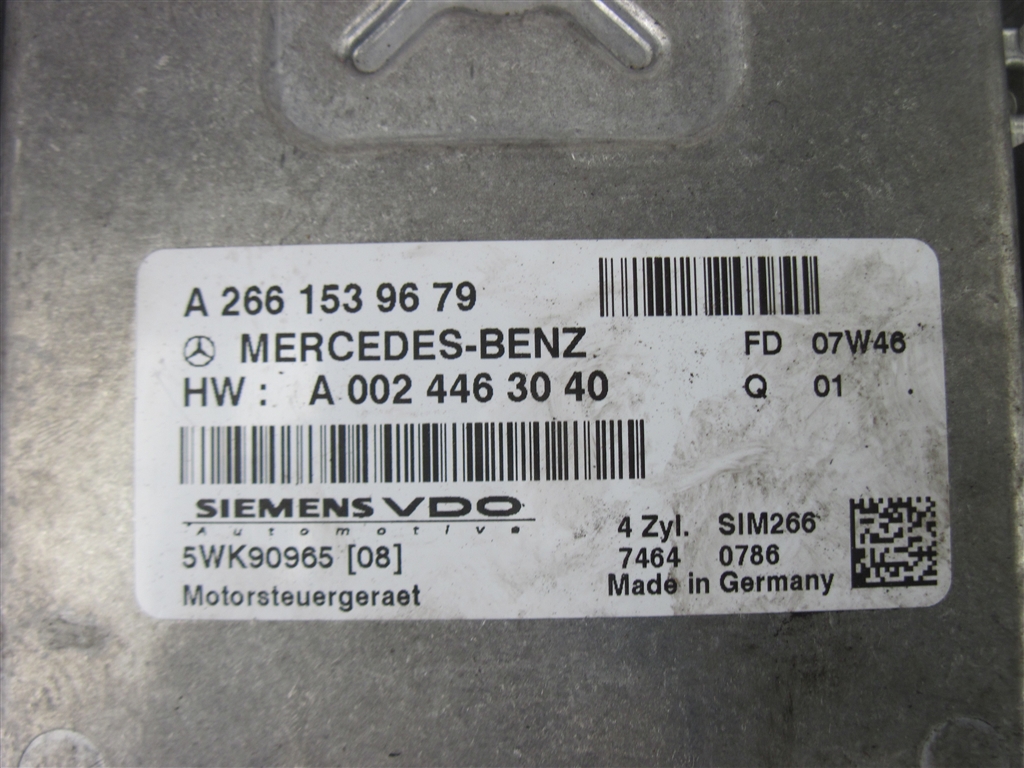 A 266 153 96 79
MERCEDES-BENZ FD 07W46
HW : A 002 446 30 40 Q 01 .
SIEMENS VDO
Automotive
4 Zyl. SIM266
5WK90965 [08] 7464 0786
Motorsteuergeraet Made in Germany